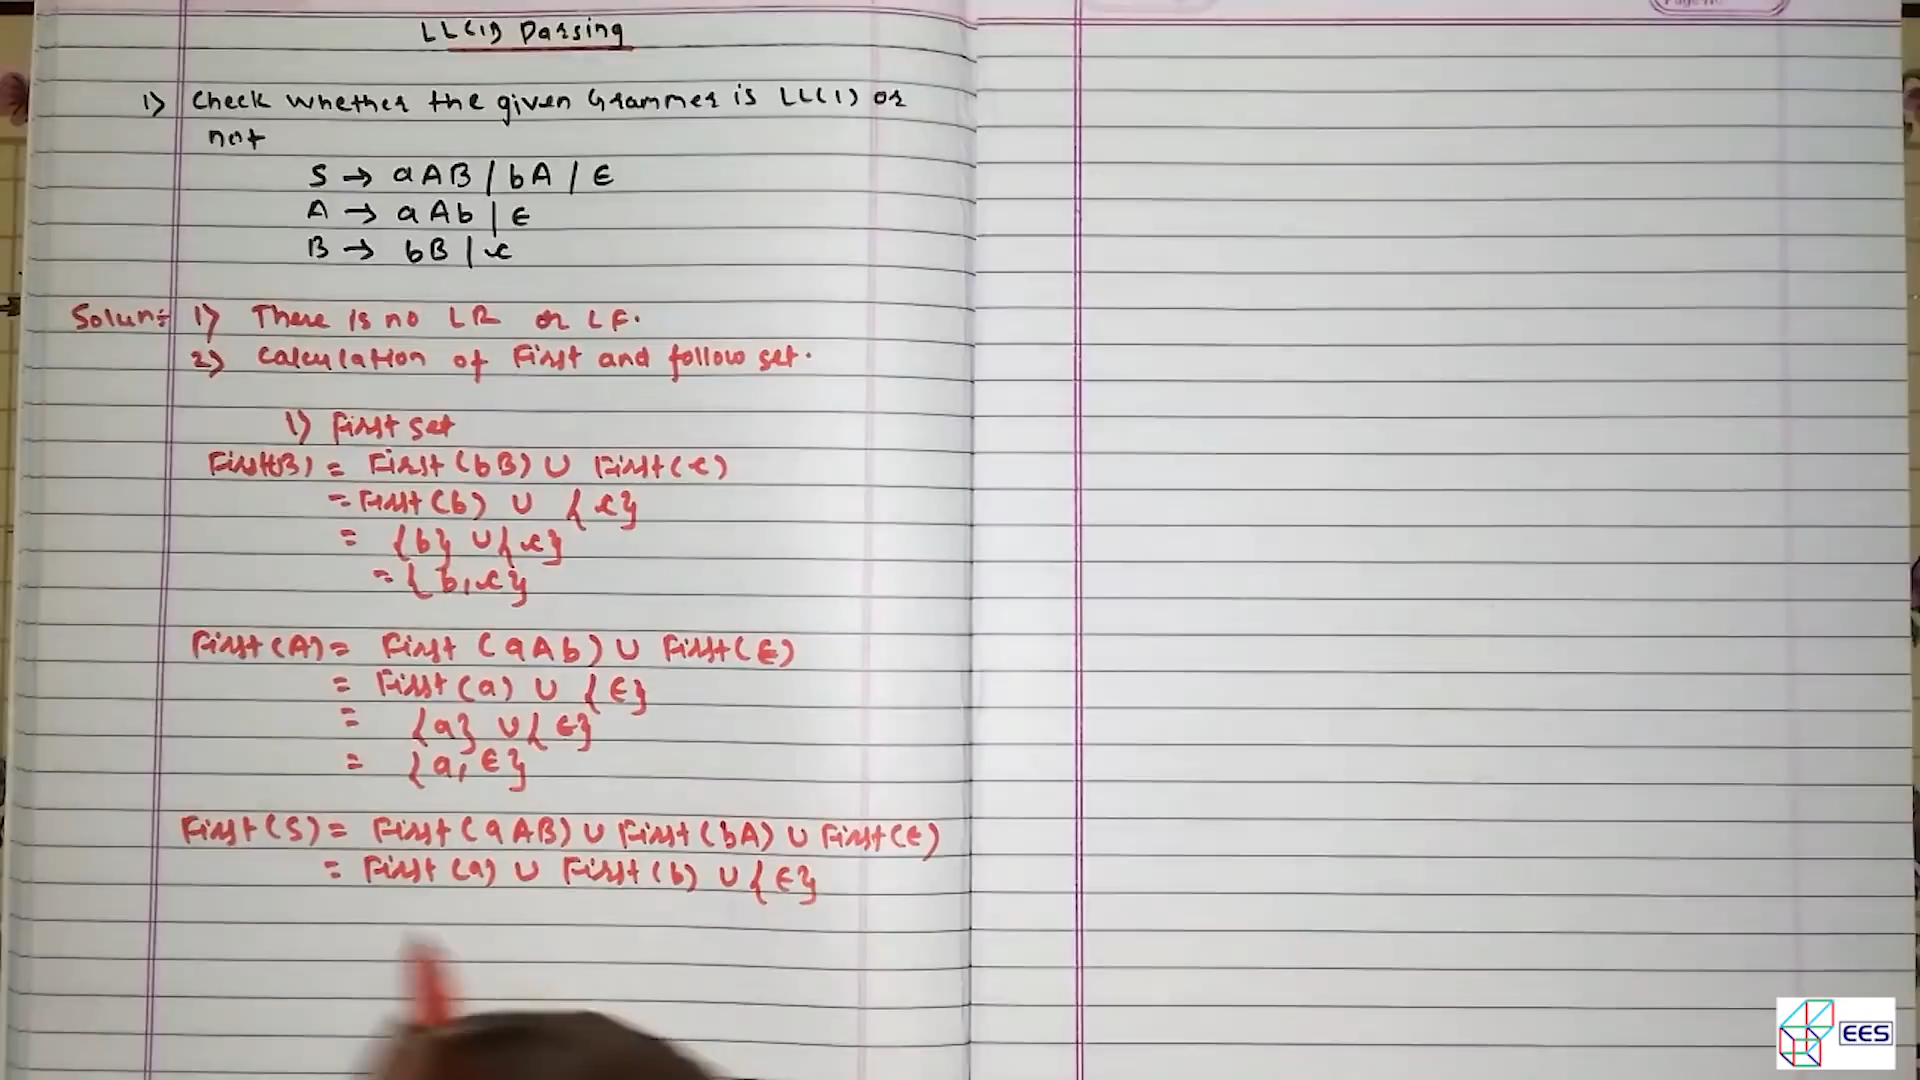 LL(1) Parsing
1) Check whether the given Grammer is LL(1) or
not
S → aAB | bA | ε
A → aAb | ε
B → bB | c
Solun:- 1) There is no LR or LF.
2) Calculation of First and follow set.
1) First set
First(B) = First(bB) ∪ First(c)
= First(b) ∪ {c}
= {b} ∪ {c}
= {b,c}
First(A) = First (aAb) ∪ First(ε)
= First(a) ∪ {ε}
= {a} ∪ {ε}
= {a, ε}
First(S) = First(aAB) ∪ First(bA) ∪ First(ε)
= First(a) ∪ First(b) ∪ {ε}
EES